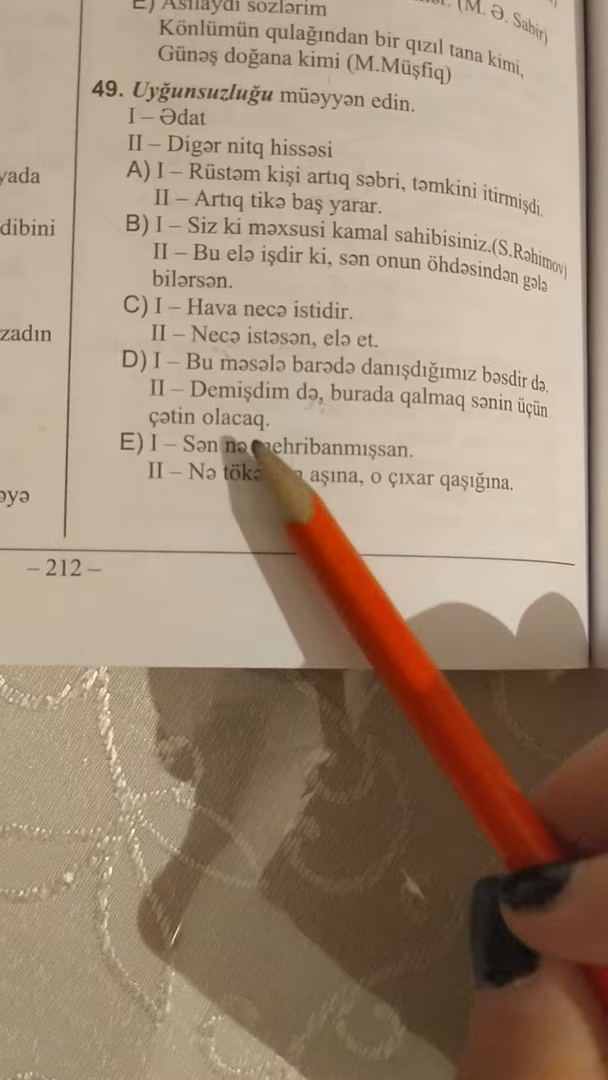 E) Asılaydı sözlərim
(M. Ə. Sabir)
Könlümün qulağından bir qızıl tana kimi,
Günəş doğana kimi (M.Müşfiq)
49. Uyğunsuzluğu müəyyən edin.
I – Ədat
II – Digər nitq hissəsi
A) I – Rüstəm kişi artıq səbri, təmkini itirmişdi.
II – Artıq tikə baş yarar.
B) I – Siz ki məxsusi kamal sahibisiniz.(S.Rəhimov)
II – Bu elə işdir ki, sən onun öhdəsindən gələ
bilərsən.
C) I – Hava necə istidir.
II – Necə istəsən, elə et.
D) I – Bu məsələ barədə danışdığımız bəsdir də.
II – Demişdim də, burada qalmaq sənin üçün
çətin olacaq.
E) I – Sən nə mehribanmışsan.
II – Nə aşına, o çıxar qaşığına.
yada
dibini
zadın
əyə
– 212 –